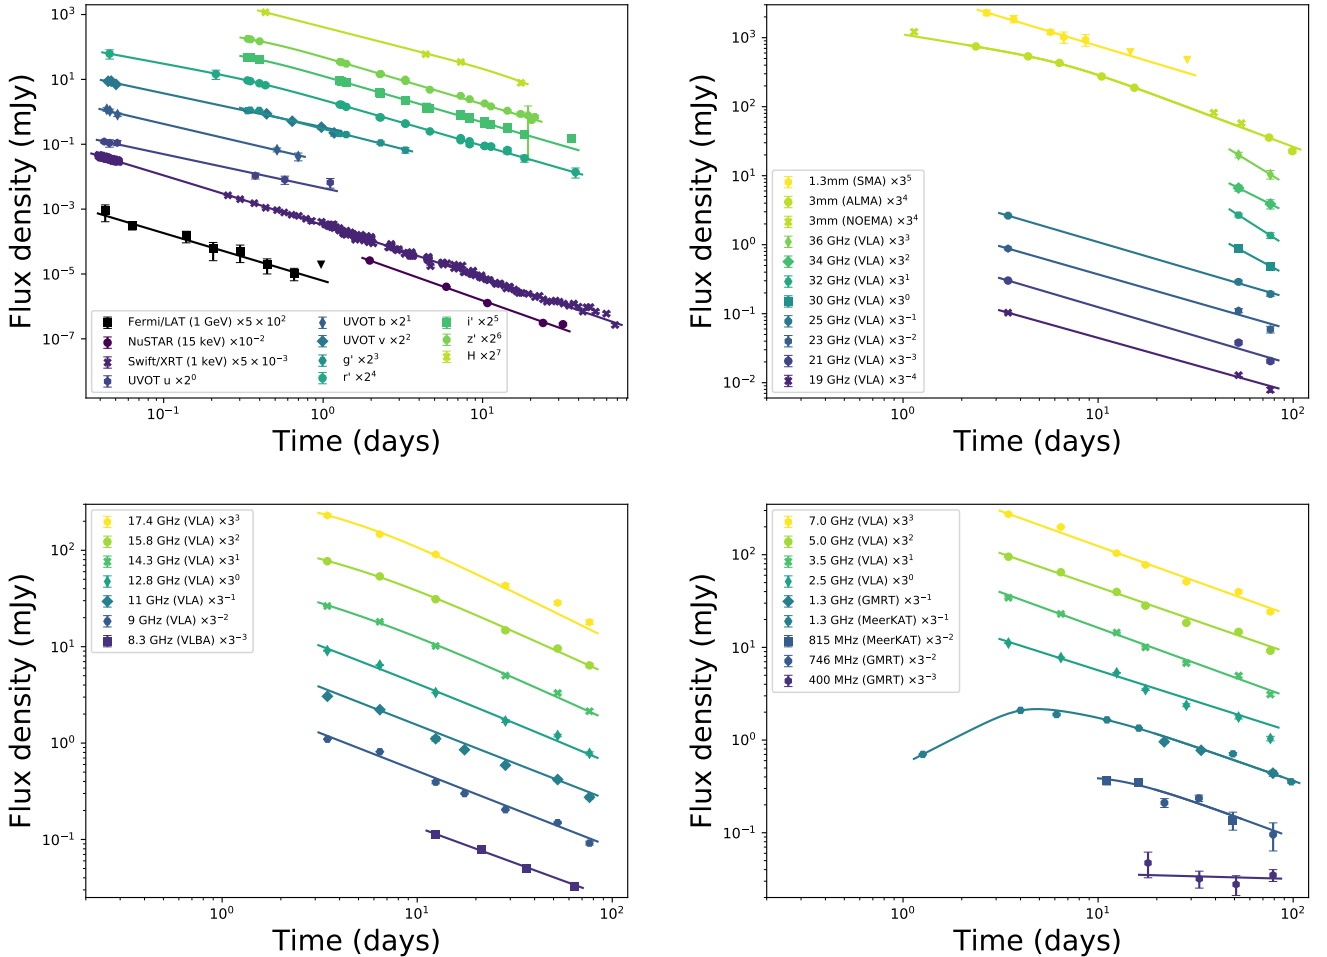 10^3
10^1
10^−1
10^−3
10^−5
10^−7
Flux density (mJy)
Fermi/LAT (1 GeV) ×5 × 10^2
NuSTAR (15 keV) ×10^−2
Swift/XRT (1 keV) ×5 × 10^−3
UVOT u ×2^0
UVOT b ×2^1
UVOT v ×2^2
g' ×2^3
r' ×2^4
i' ×2^5
z' ×2^6
H ×2^7
10^−1
10^0
10^1
Time (days)
10^3
10^2
10^1
10^0
10^−1
10^−2
Flux density (mJy)
1.3mm (SMA) ×3^5
3mm (ALMA) ×3^4
3mm (NOEMA) ×3^4
36 GHz (VLA) ×3^3
34 GHz (VLA) ×3^2
32 GHz (VLA) ×3^1
30 GHz (VLA) ×3^0
25 GHz (VLA) ×3^−1
23 GHz (VLA) ×3^−2
21 GHz (VLA) ×3^−3
19 GHz (VLA) ×3^−4
10^0
10^1
10^2
Time (days)
10^2
10^1
10^0
10^−1
Flux density (mJy)
17.4 GHz (VLA) ×3^3
15.8 GHz (VLA) ×3^2
14.3 GHz (VLA) ×3^1
12.8 GHz (VLA) ×3^0
11 GHz (VLA) ×3^−1
9 GHz (VLA) ×3^−2
8.3 GHz (VLBA) ×3^−3
10^0
10^1
10^2
Time (days)
10^2
10^1
10^0
10^−1
Flux density (mJy)
7.0 GHz (VLA) ×3^3
5.0 GHz (VLA) ×3^2
3.5 GHz (VLA) ×3^1
2.5 GHz (VLA) ×3^0
1.3 GHz (GMRT) ×3^−1
1.3 GHz (MeerKAT) ×3^−1
815 MHz (MeerKAT) ×3^−2
746 MHz (GMRT) ×3^−2
400 MHz (GMRT) ×3^−3
10^0
10^1
10^2
Time (days)